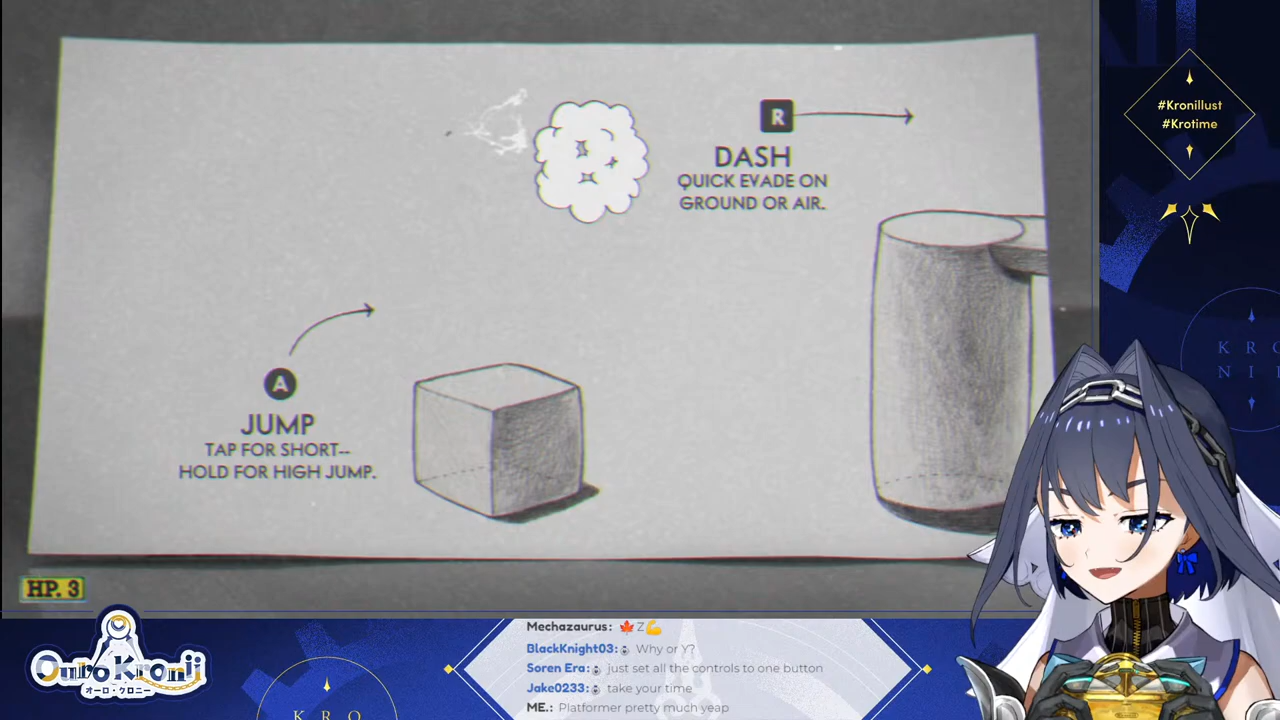 #Kronillust
#Krotime
R
DASH
QUICK EVADE ON
GROUND OR AIR.
A
JUMP
TAP FOR SHORT--
HOLD FOR HIGH JUMP.
HP. 3
Ouro Kronii
オーロ・クロニー
K R O
Mechazaurus: 🍁Z💪
BlackKnight03: Why or Y?
Soren Era: just set all the controls to one button
Jake0233: take your time
ME.: Platformer pretty much yeap
K R O
N I I